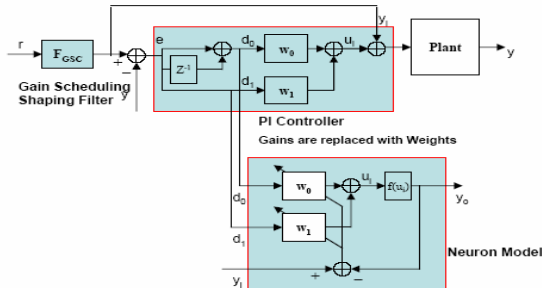 r
F_GSC
+
−
y
Gain Scheduling
Shaping Filter
e
Z⁻¹
d₀
w₀
d₁
w₁
uᵢ
yᵢ
Plant
y
PI Controller
Gains are replaced with Weights
d₀
w₀
uᵢ
f(uᵢ)
yₒ
d₁
w₁
yᵢ
+
−
Neuron Model